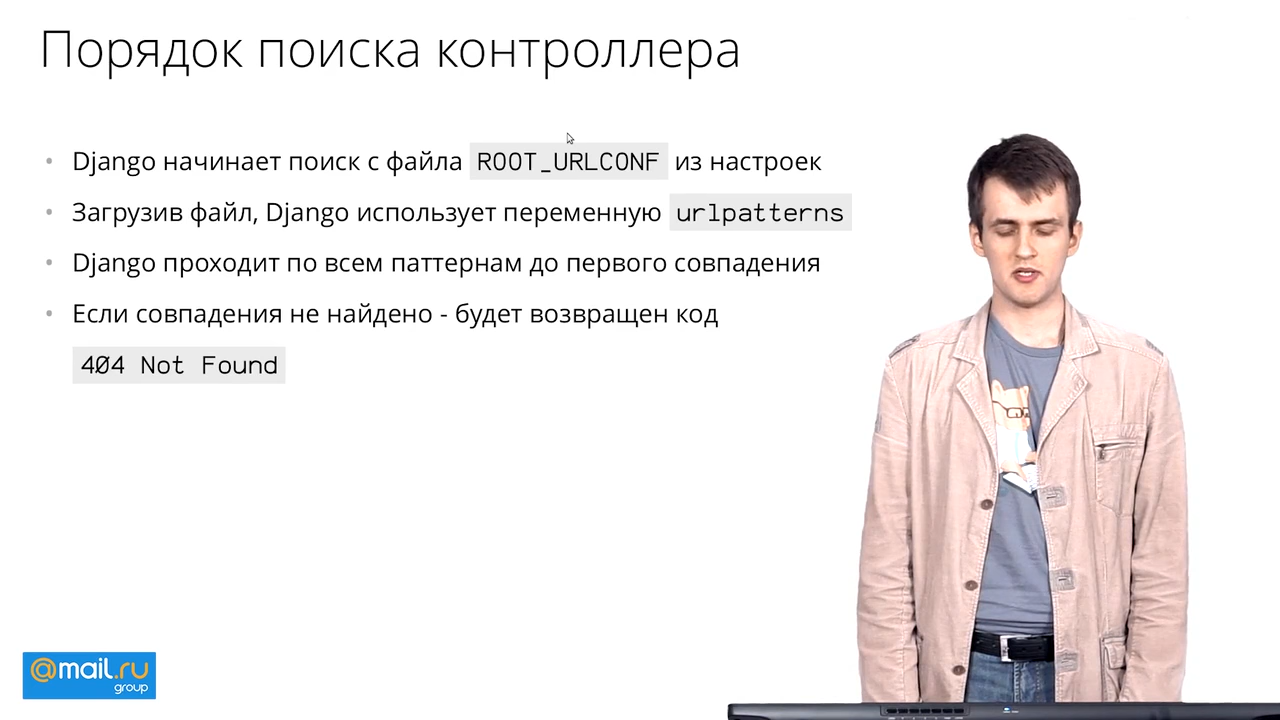 Порядок поиска контроллера
Django начинает поиск с файла ROOT_URLCONF из настроек
Загрузив файл, Django использует переменную urlpatterns
Django проходит по всем паттернам до первого совпадения
Если совпадения не найдено - будет возвращен код
404 Not Found
@mail.ru
group